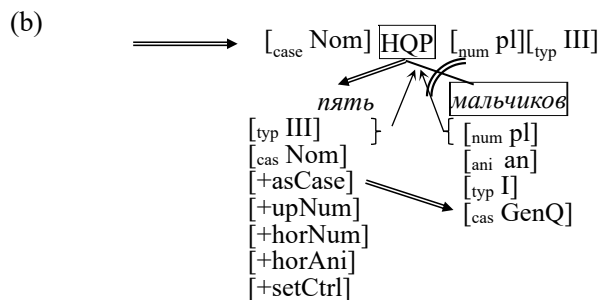 (b)
[case Nom] HQP [num pl][typ III]
пять мальчиков
[typ III] [num pl]
[cas Nom] [ani an]
[+asCase] [typ I]
[+upNum] [cas GenQ]
[+horNum]
[+horAni]
[+setCtrl]